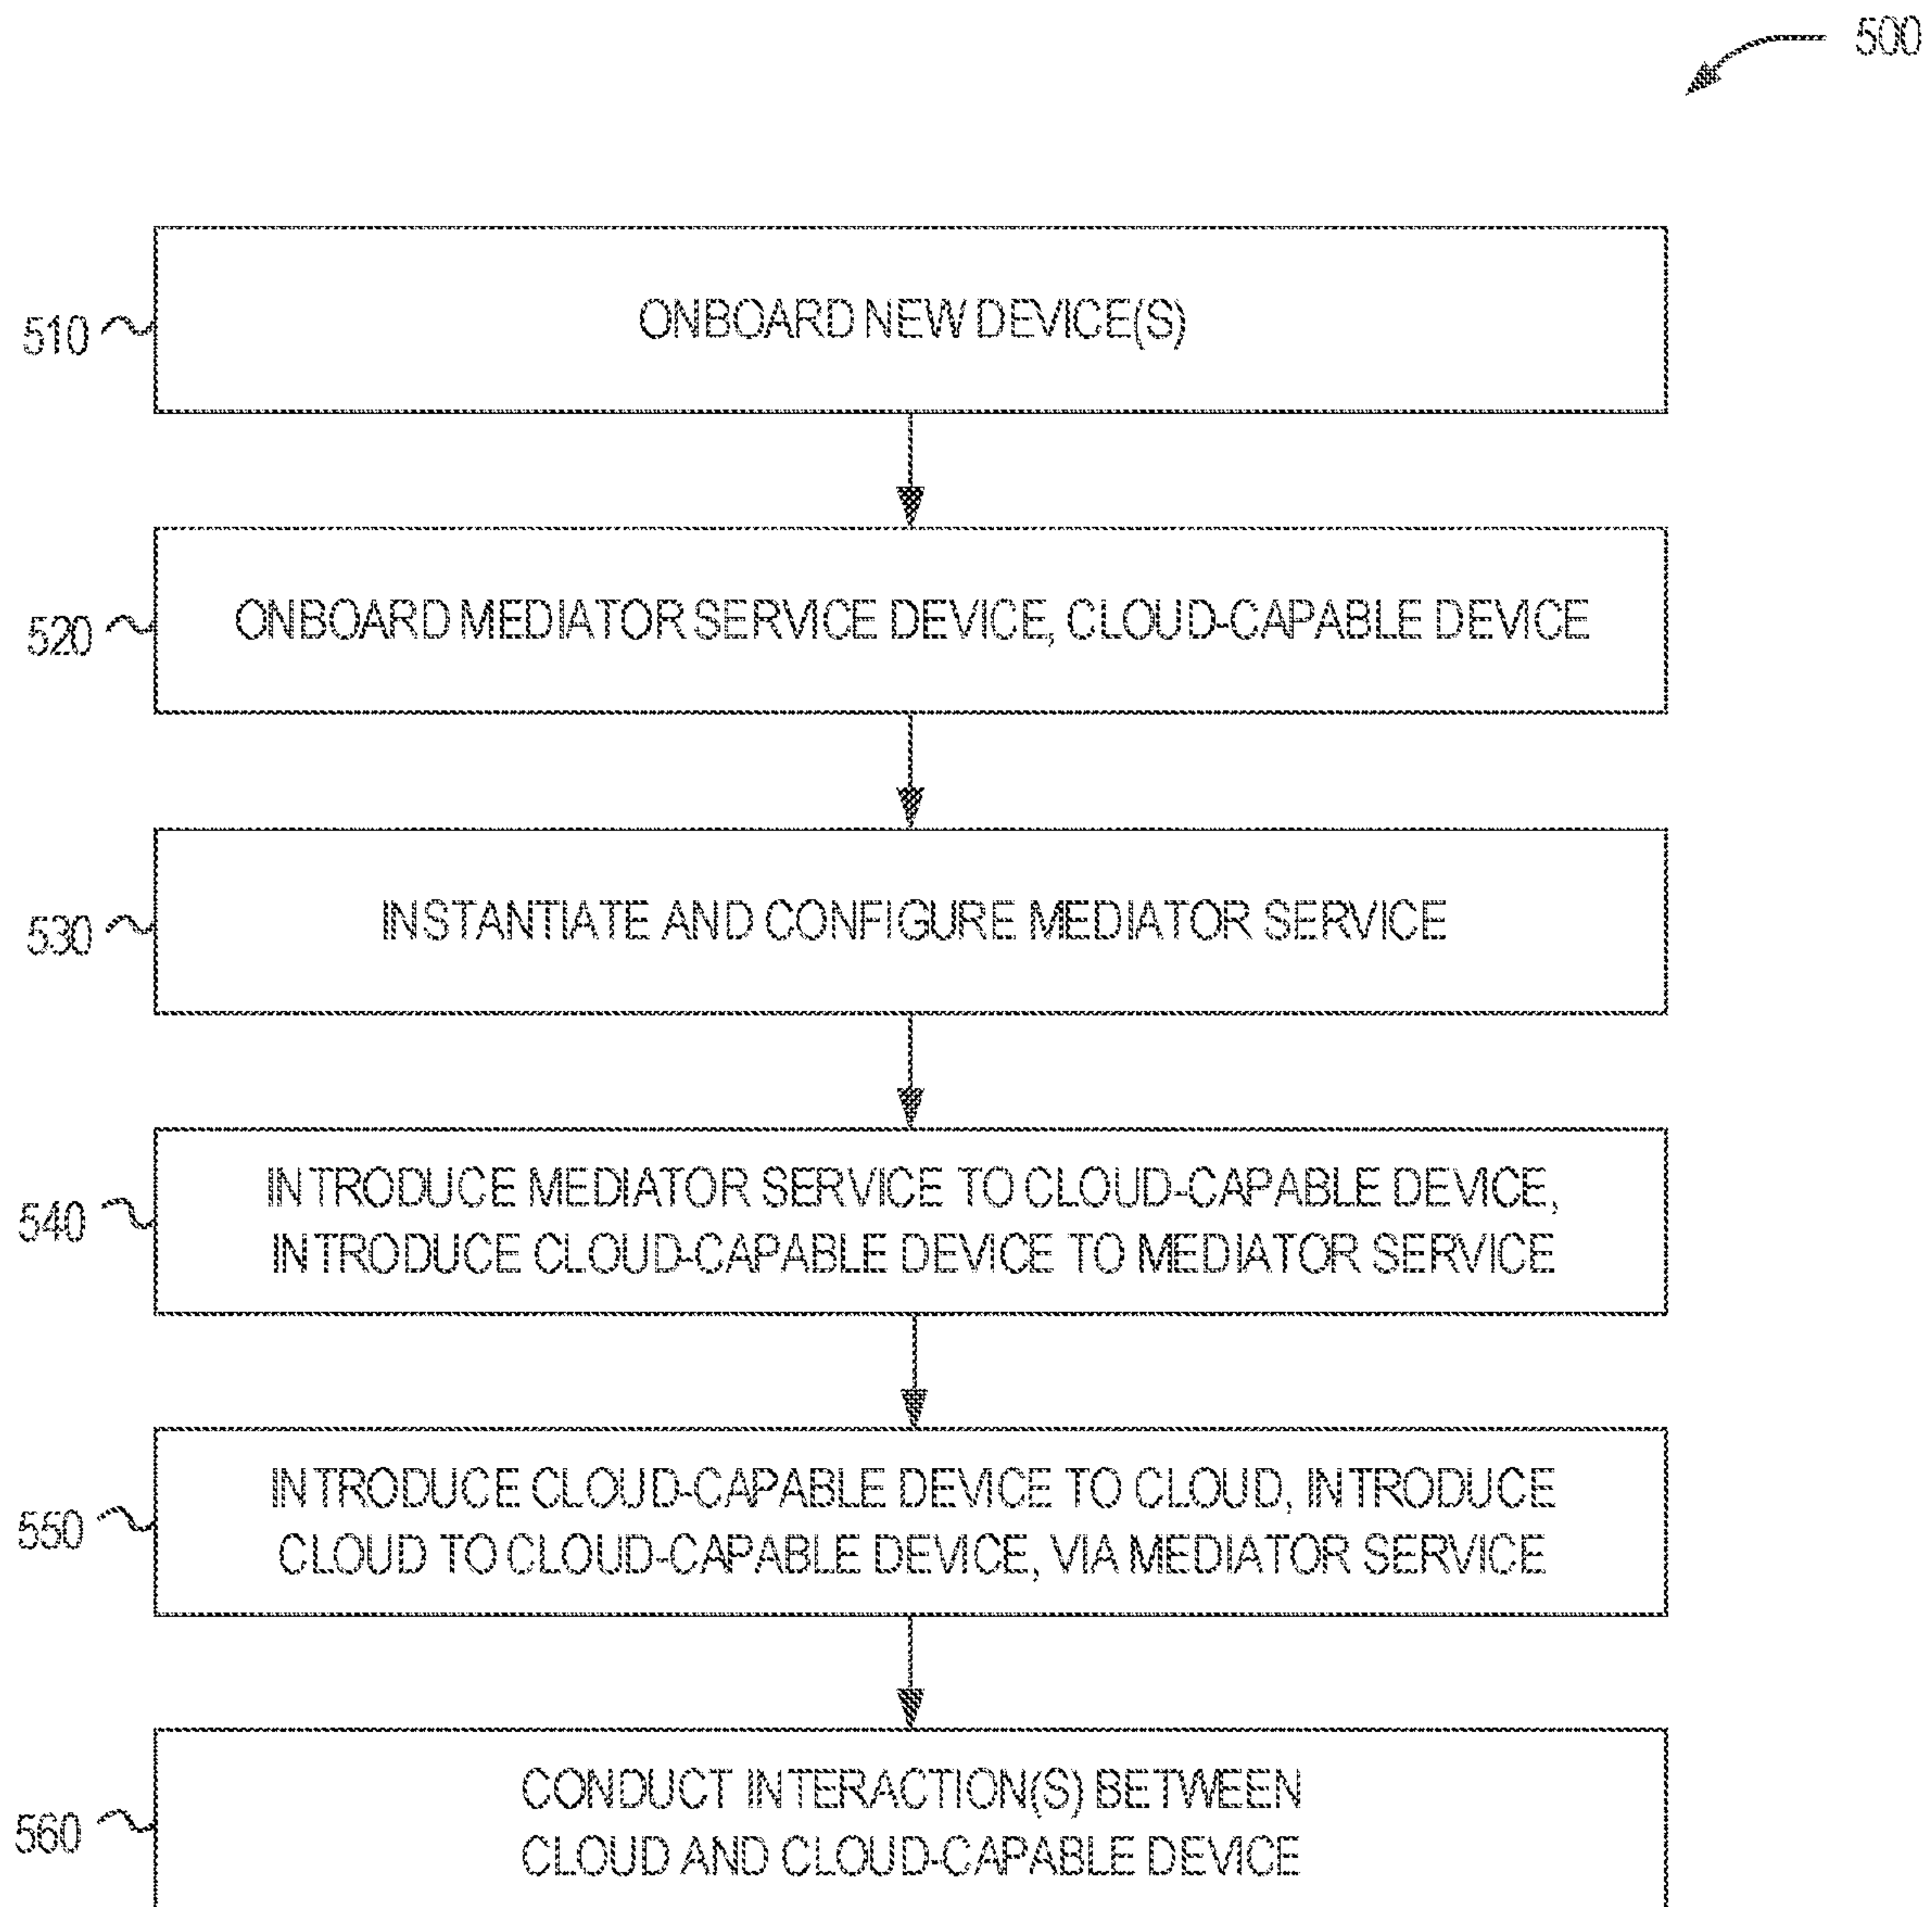 500
510
ONBOARD NEW DEVICE(S)
520
ONBOARD MEDIATOR SERVICE DEVICE, CLOUD-CAPABLE DEVICE
530
INSTANTIATE AND CONFIGURE MEDIATOR SERVICE
540
INTRODUCE MEDIATOR SERVICE TO CLOUD-CAPABLE DEVICE,
INTRODUCE CLOUD-CAPABLE DEVICE TO MEDIATOR SERVICE
550
INTRODUCE CLOUD-CAPABLE DEVICE TO CLOUD, INTRODUCE
CLOUD TO CLOUD-CAPABLE DEVICE, VIA MEDIATOR SERVICE
560
CONDUCT INTERACTION(S) BETWEEN
CLOUD AND CLOUD-CAPABLE DEVICE